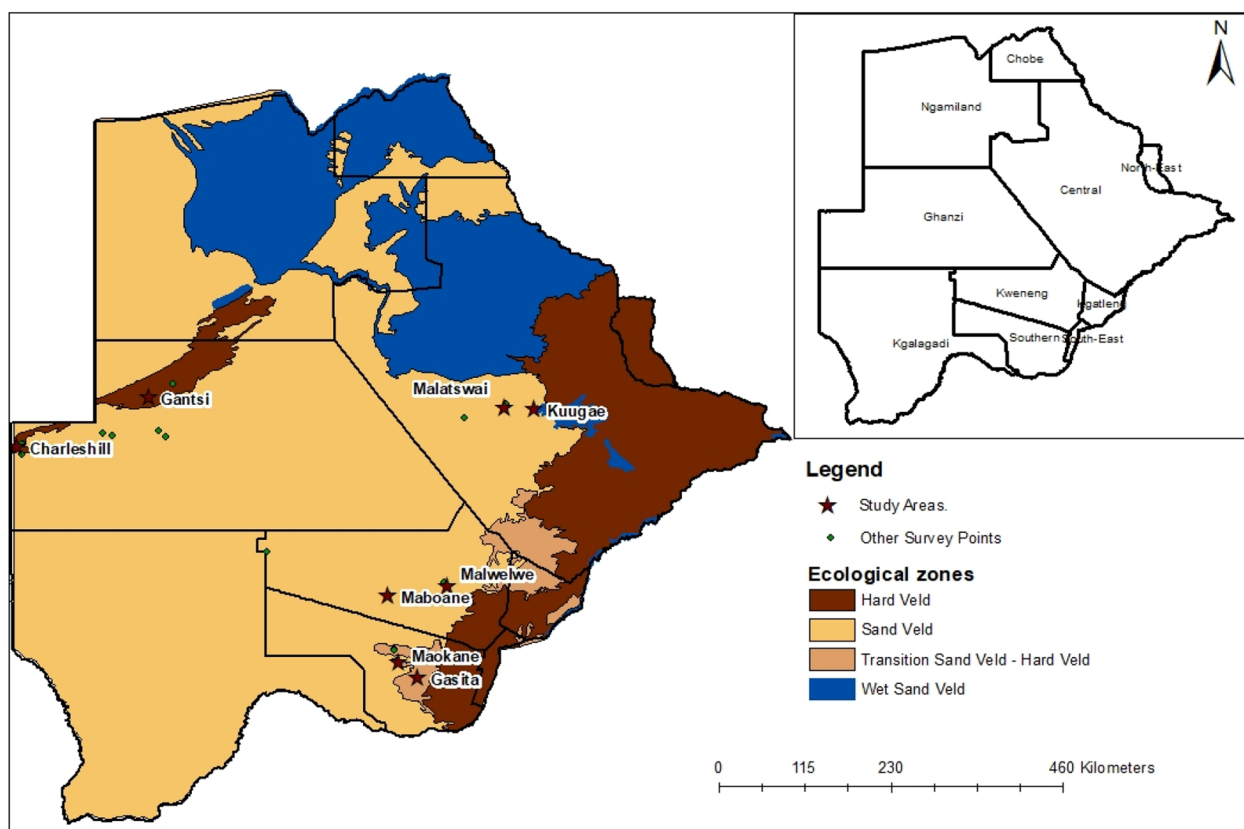 N
Chobe
Ngamiland
North-East
Central
Ghanzi
Kweneng
Kgatleng
Southern
South-East
Kgalagadi
Malatswai
Gantsi
Kuugae
Charleshill
Malwelwe
Maboane
Maokane
Gasita
Legend
Study Areas.
Other Survey Points
Ecological zones
Hard Veld
Sand Veld
Transition Sand Veld - Hard Veld
Wet Sand Veld
0 115 230 460 Kilometers